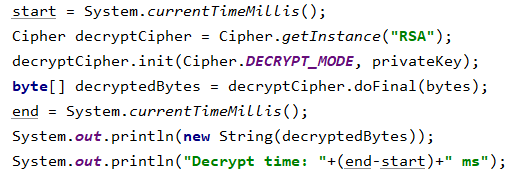 start = System.currentTimeMillis();
Cipher decryptCipher = Cipher.getInstance("RSA");
decryptCipher.init(Cipher.DECRYPT_MODE, privateKey);
byte[] decryptedBytes = decryptCipher.doFinal(bytes);
end = System.currentTimeMillis();
System.out.println(new String(decryptedBytes));
System.out.println("Decrypt time: "+(end-start)+" ms");